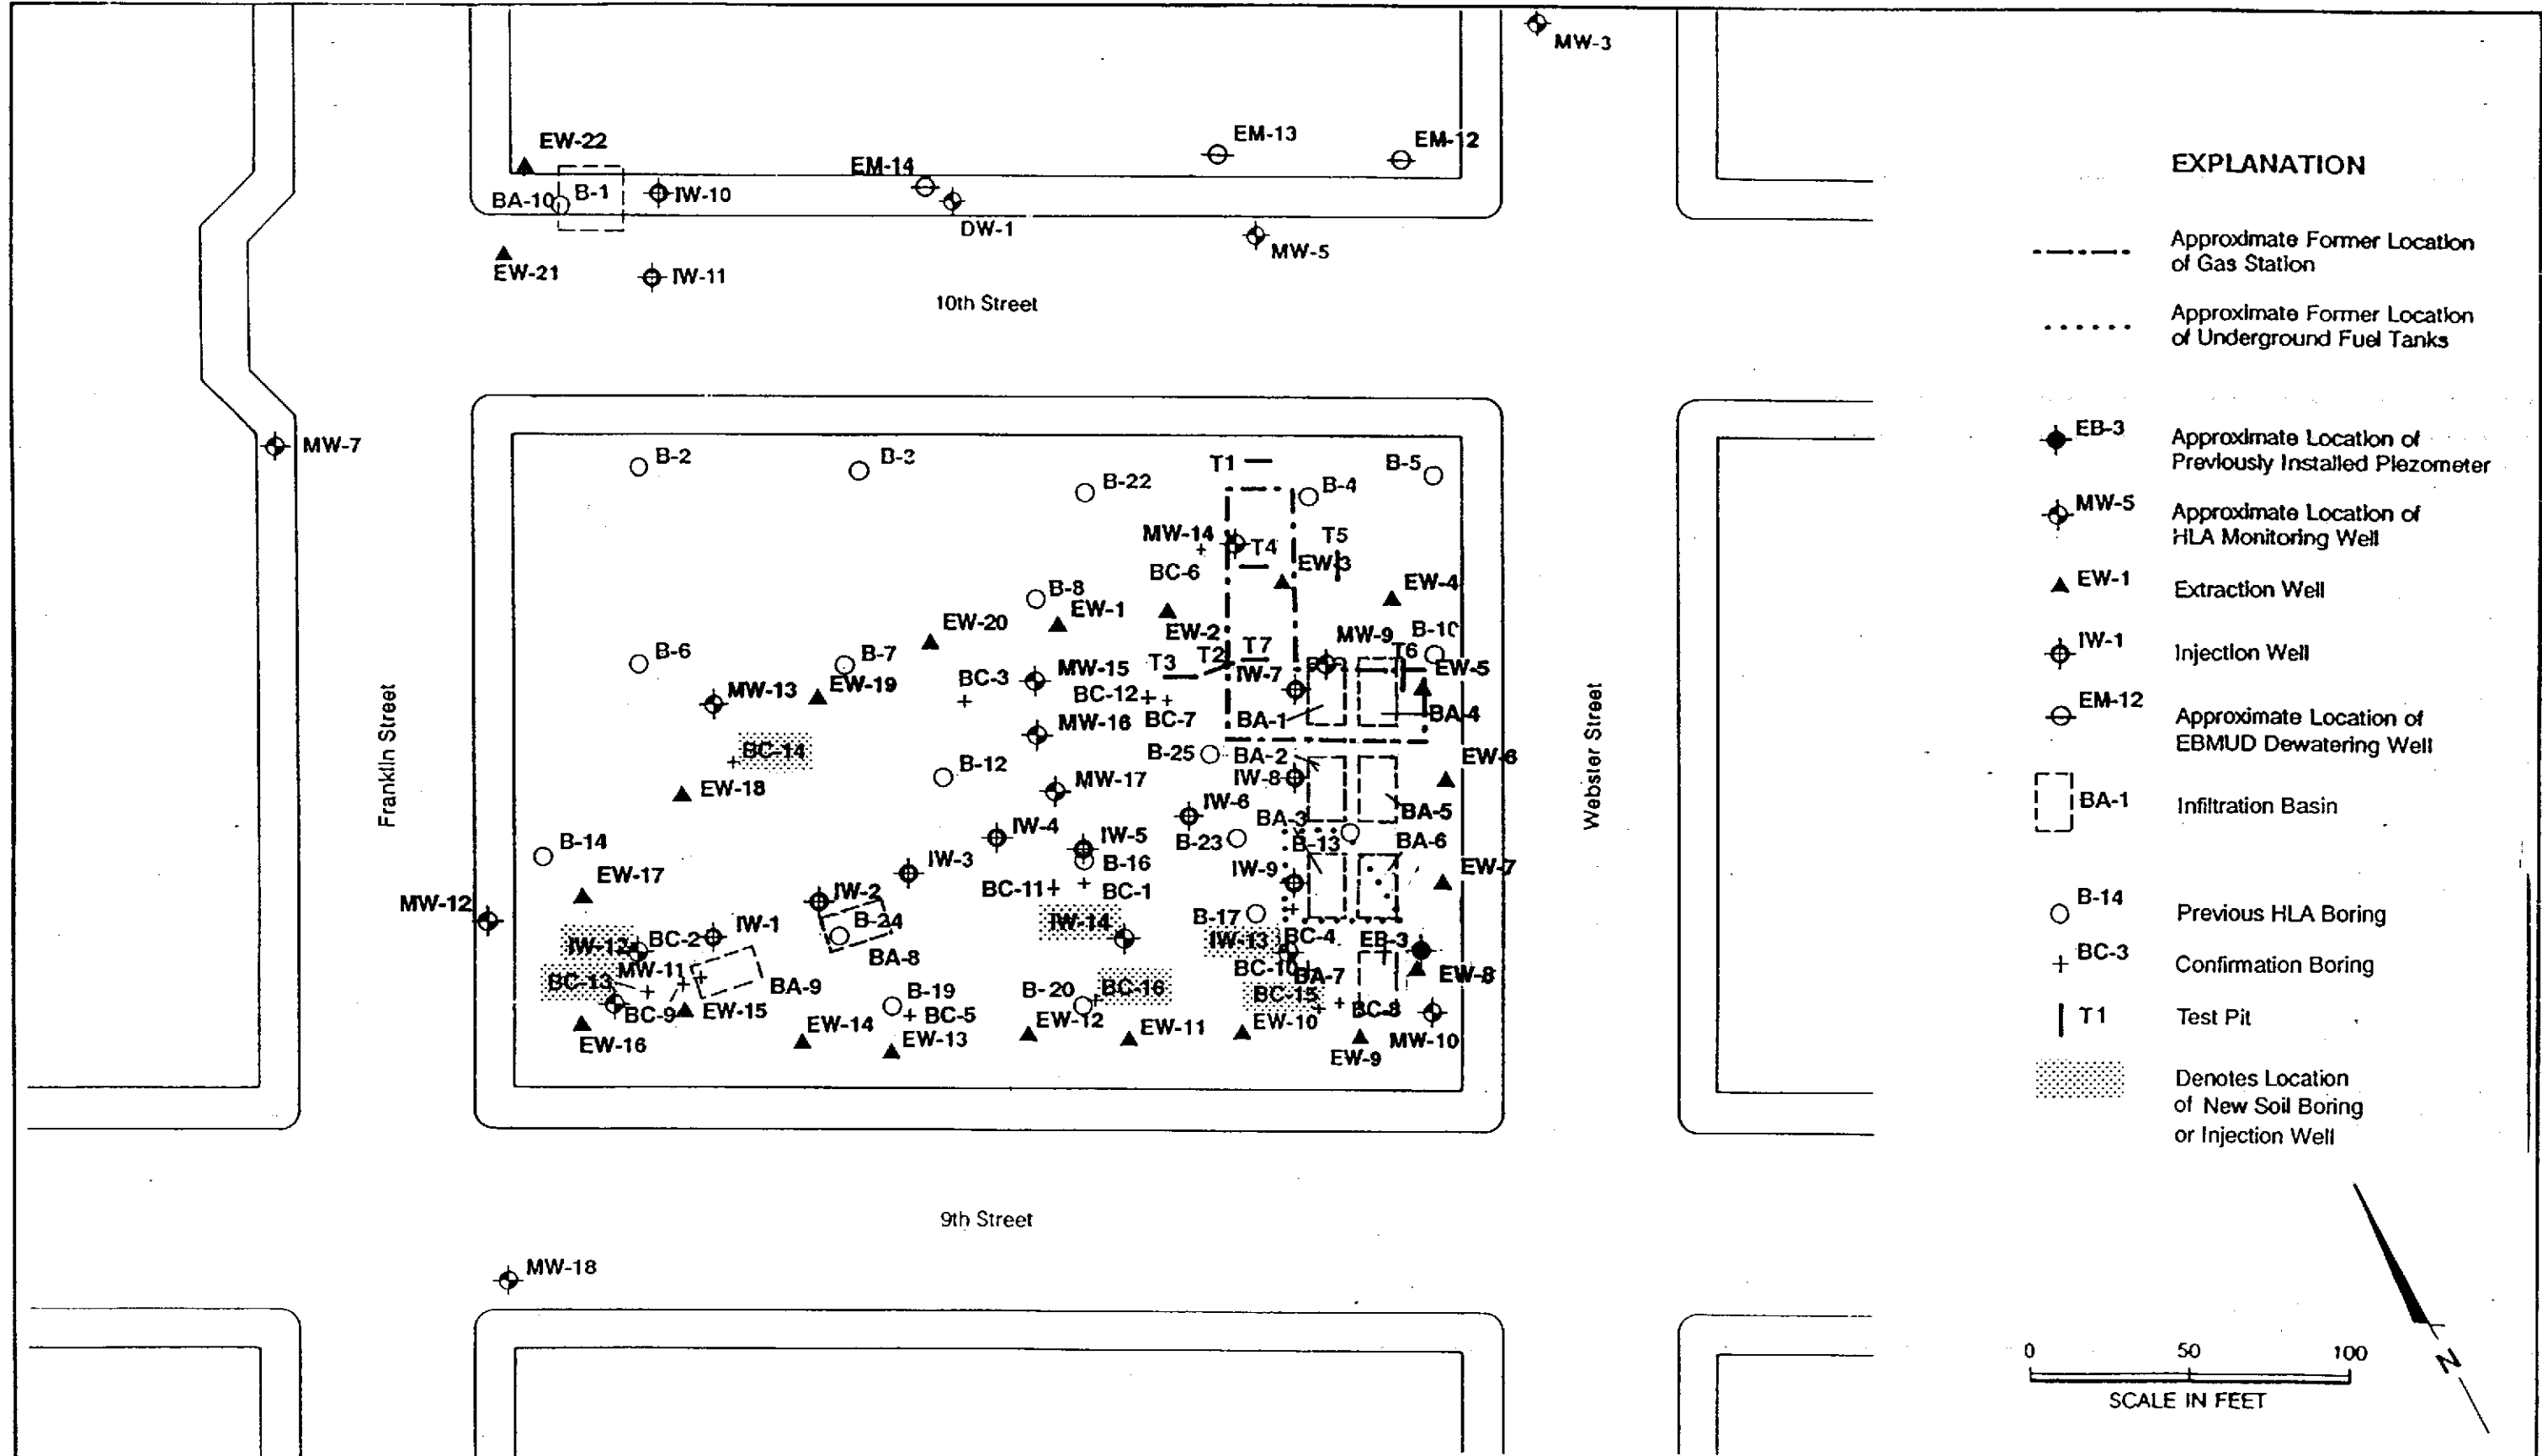 MW-3
EW-22
EM-14
EM-13
EM-12
BA-10
B-1
IW-10
DW-1
MW-5
EW-21
IW-11
10th Street
MW-7
B-2
B-3
B-22
T1
B-4
B-5
MW-14
T4
T5
BC-6
EW-3
EW-4
B-8
EW-1
EW-20
EW-2
MW-9
B-10
B-6
B-7
T3
T2
T7
T6
MW-15
IW-7
EW-5
MW-13
EW-19
BC-3
BC-12
BC-7
BA-1
BA-4
MW-16
Franklin Street
Webster Street
BC-14
B-25
BA-2
EW-6
B-12
MW-17
IW-8
EW-18
IW-6
BA-3
BA-5
IW-4
IW-5
B-23
B-13
BA-6
B-14
IW-3
B-16
IW-9
EW-7
EW-17
IW-2
BC-11
BC-1
MW-12
B-24
IW-14
B-17
IW-1
IW-12
BC-2
IW-13
BC-4
EB-3
BA-8
MW-11
BC-10
BA-7
EW-8
BC-13
BA-9
BC-16
BC-15
BC-9
EW-15
B-19
B-20
BC-8
BC-5
EW-16
EW-14
EW-13
EW-12
EW-11
EW-10
EW-9
MW-10
9th Street
MW-18
EXPLANATION
Approximate Former Location
of Gas Station
Approximate Former Location
of Underground Fuel Tanks
EB-3
Approximate Location of
Previously Installed Piezometer
MW-5
Approximate Location of
HLA Monitoring Well
EW-1
Extraction Well
IW-1
Injection Well
EM-12
Approximate Location of
EBMUD Dewatering Well
BA-1
Infiltration Basin
B-14
Previous HLA Boring
BC-3
Confirmation Boring
T1
Test Pit
Denotes Location
of New Soil Boring
or Injection Well
N
0 50 100
SCALE IN FEET